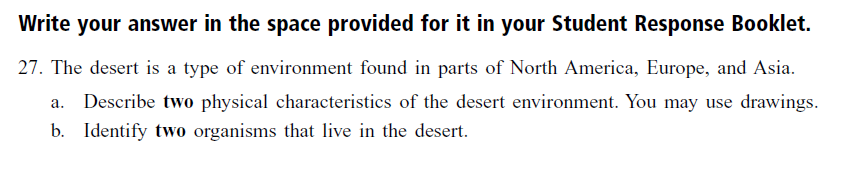 Write your answer in the space provided for it in your Student Response Booklet.
27. The desert is a type of environment found in parts of North America, Europe, and Asia.
a. Describe two physical characteristics of the desert environment. You may use drawings.
b. Identify two organisms that live in the desert.